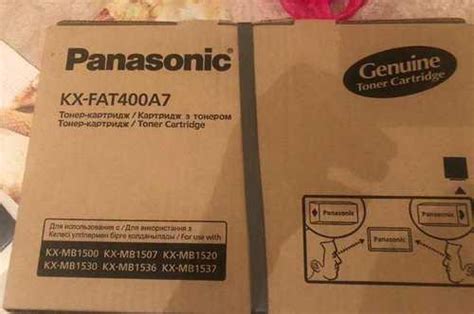 Panasonic
KX-FAT400A7
Тонер-картридж / Картридж з тонером
Тонер-картридж / Toner Cartridge
Для использования с / Для використання з
Келесі үлгілермен бірге қолданылады / For use with
KX-MB1500 KX-MB1507 KX-MB1520
KX-MB1530 KX-MB1536 KX-MB1537
Genuine
Toner Cartridge
Panasonic
Panasonic
Panasonic